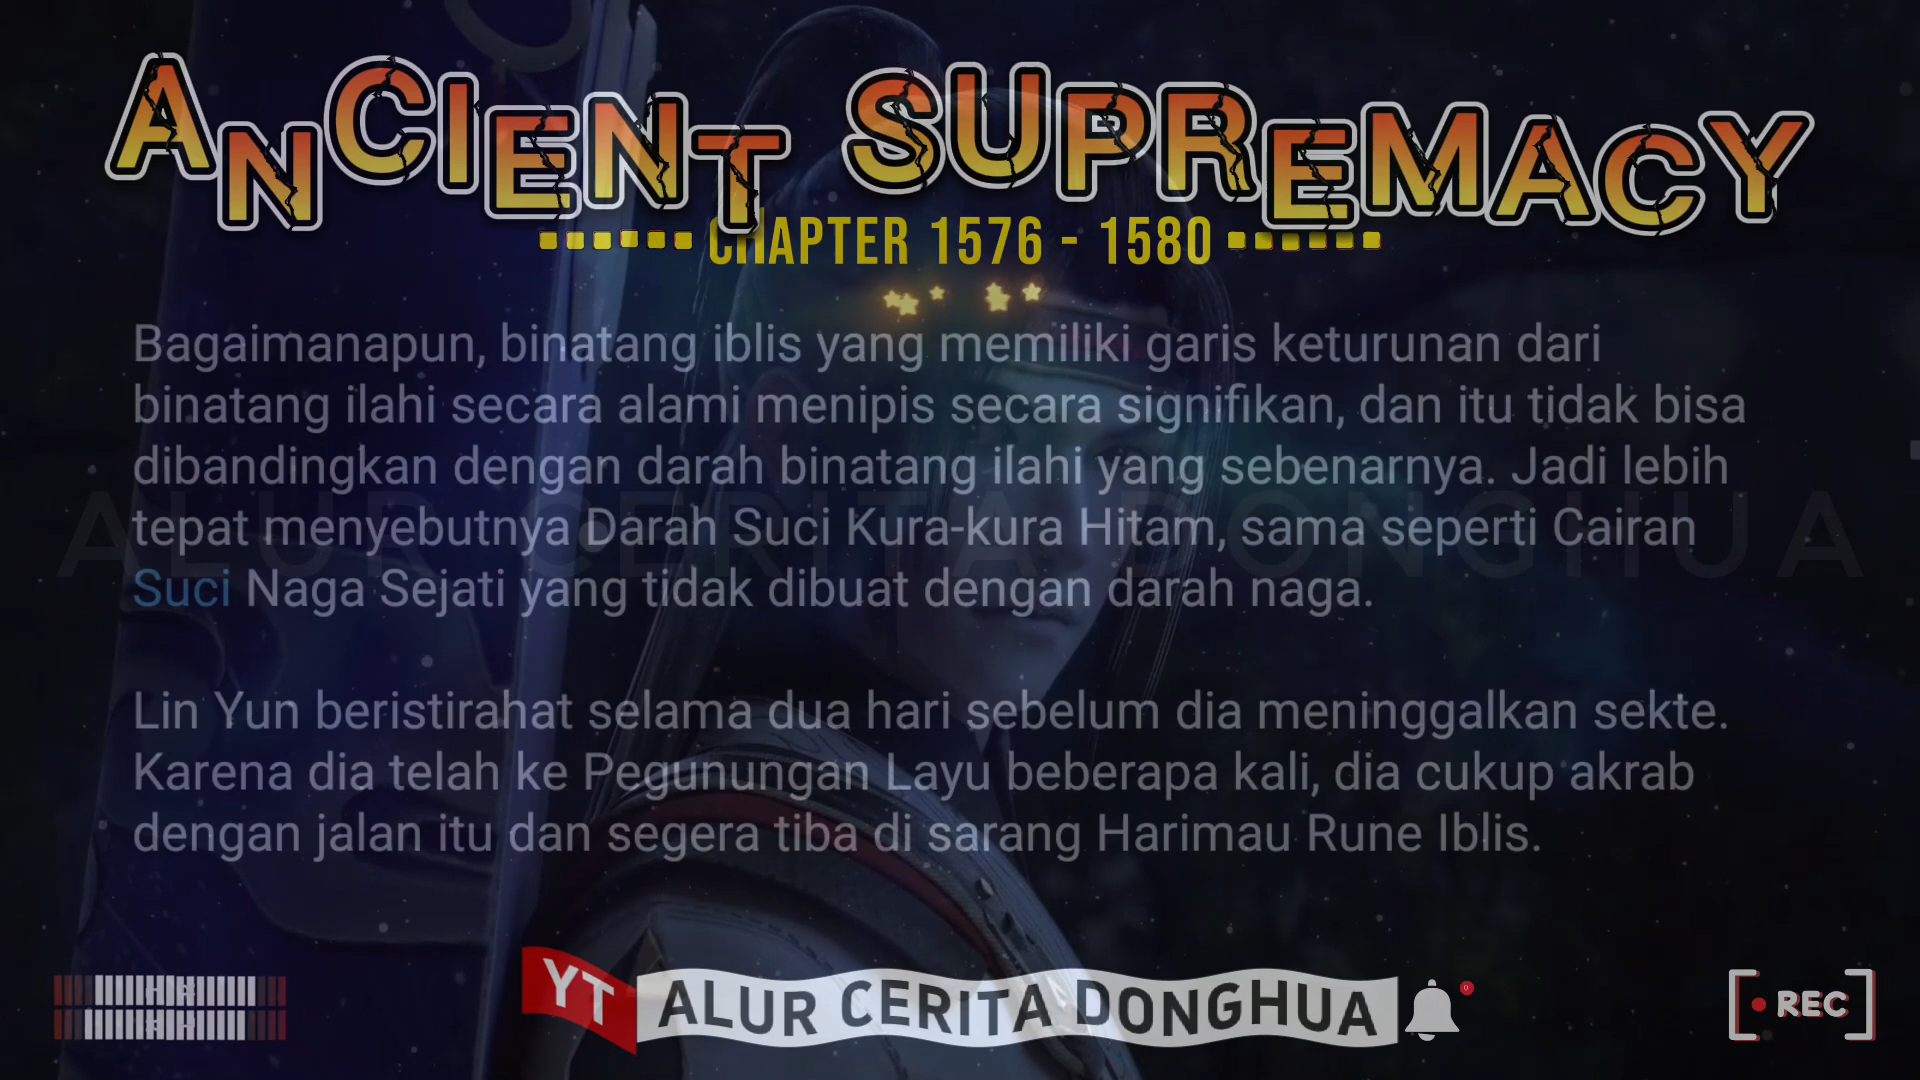 ANCIENT SUPREMACY
CHAPTER 1576 - 1580
Bagaimanapun, binatang iblis yang memiliki garis keturunan dari
binatang ilahi secara alami menipis secara signifikan, dan itu tidak bisa
dibandingkan dengan darah binatang ilahi yang sebenarnya. Jadi lebih
tepat menyebutnya Darah Suci Kura-kura Hitam, sama seperti Cairan
Suci Naga Sejati yang tidak dibuat dengan darah naga.
ALUR CERITA DONGHUA
Lin Yun beristirahat selama dua hari sebelum dia meninggalkan sekte.
Karena dia telah ke Pegunungan Layu beberapa kali, dia cukup akrab
dengan jalan itu dan segera tiba di sarang Harimau Rune Iblis.
YT ALUR CERITA DONGHUA
REC